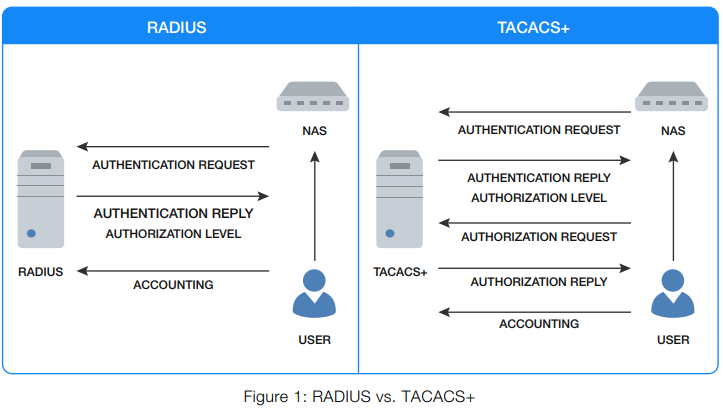 RADIUS
NAS
AUTHENTICATION REQUEST
AUTHENTICATION REPLY
AUTHORIZATION LEVEL
RADIUS
ACCOUNTING
USER
TACACS+
NAS
AUTHENTICATION REQUEST
AUTHENTICATION REPLY
AUTHORIZATION LEVEL
AUTHORIZATION REQUEST
TACACS+
AUTHORIZATION REPLY
ACCOUNTING
USER
Figure 1: RADIUS vs. TACACS+